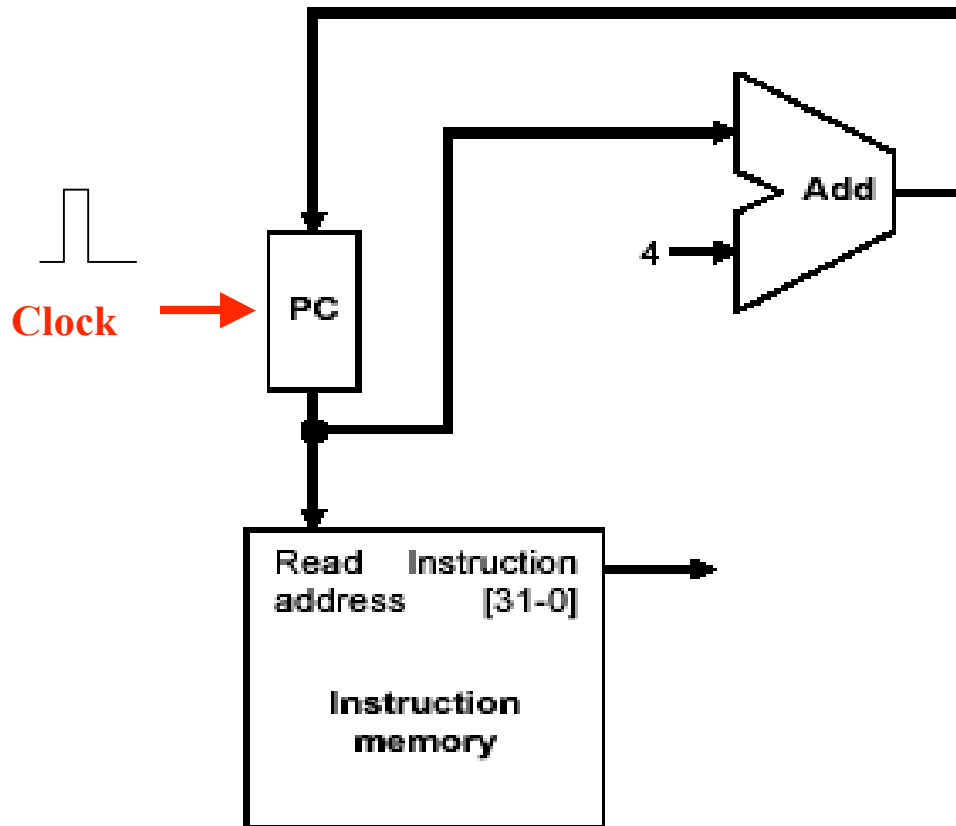 Add
4
PC
Clock
Read Instruction
address [31-0]
Instruction
memory